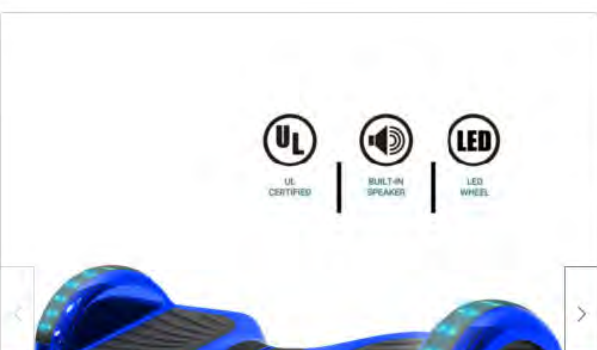 UL
LED
UL
CERTIFIED
BUILT-IN
SPEAKER
LED
WHEEL